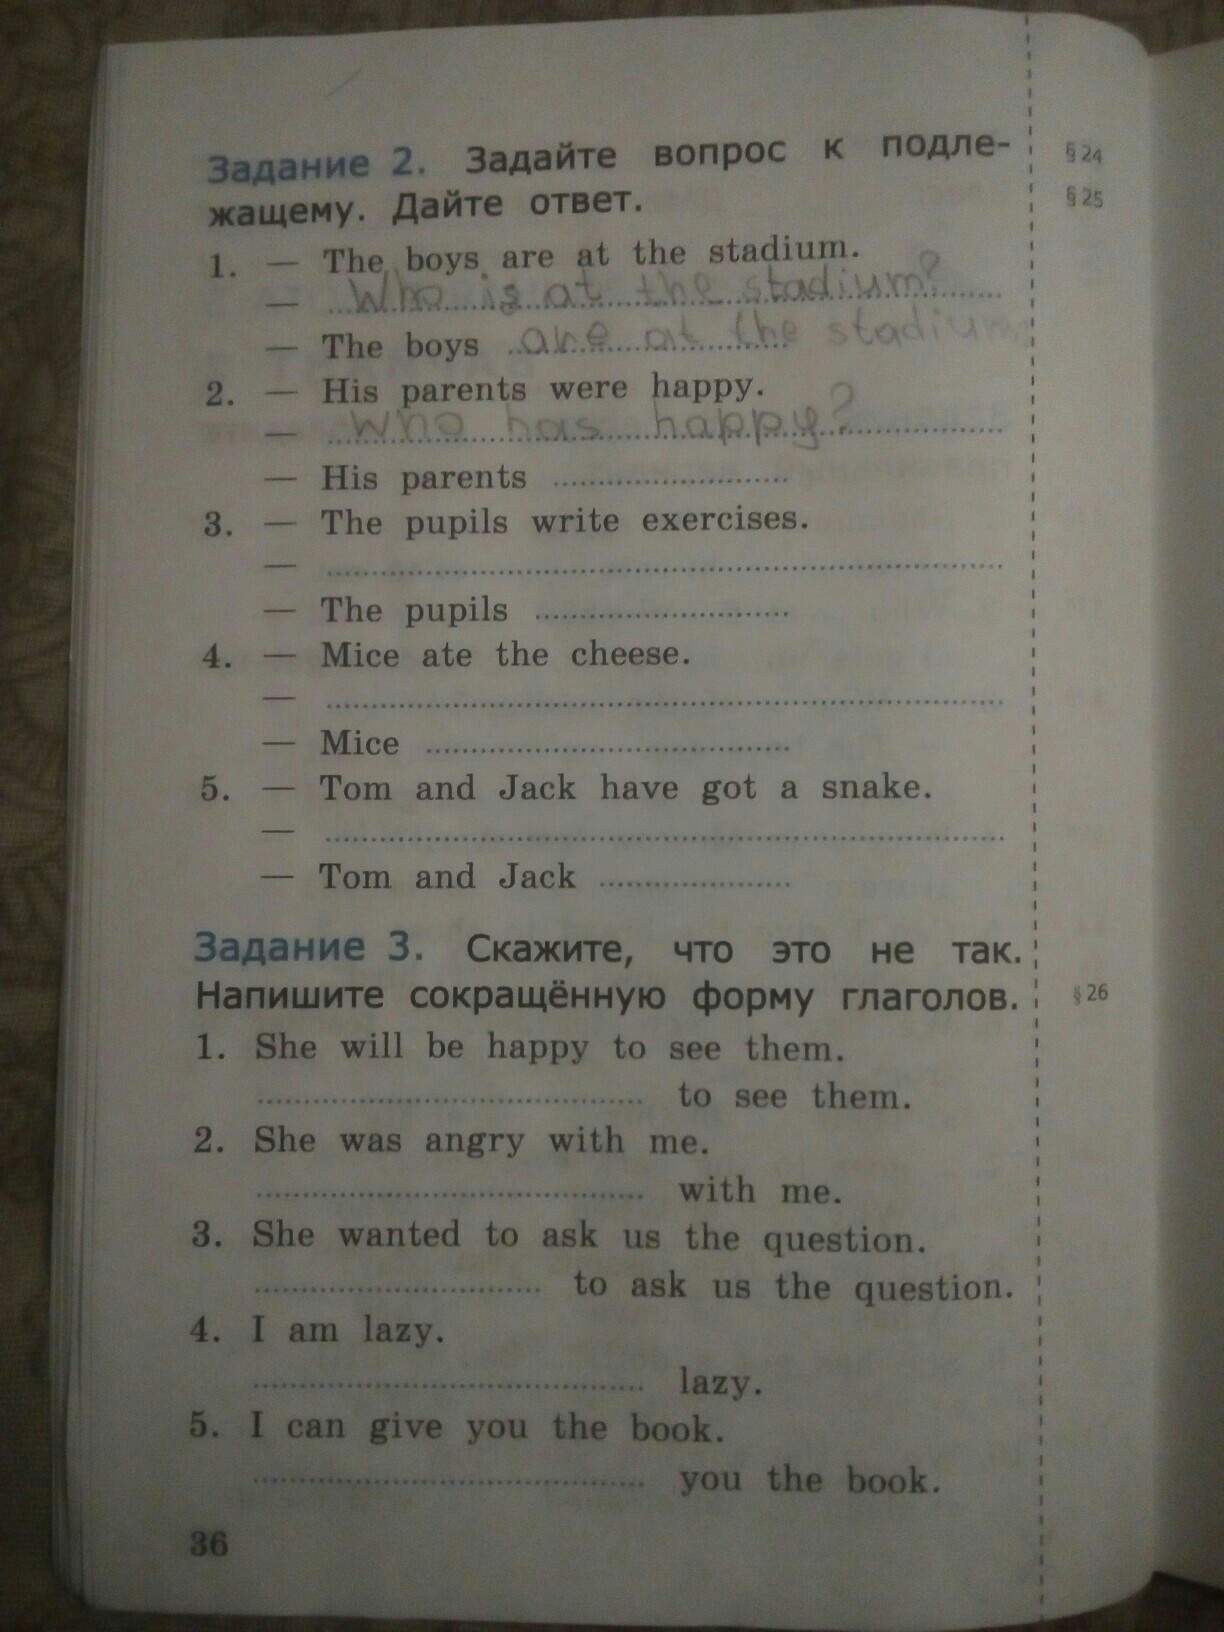 Задание 2. Задайте вопрос к подле-
§ 24
жащему. Дайте ответ.
§ 25
1. — The boys are at the stadium.
— Who is at the stadium?
— The boys are at the stadium
2. — His parents were happy.
— Who has happy?
— His parents ..........................
3. — The pupils write exercises.
— ..........................
— The pupils ..........................
4. — Mice ate the cheese.
— ..........................
— Mice ..........................
5. — Tom and Jack have got a snake.
— ..........................
— Tom and Jack ..........................
Задание 3. Скажите, что это не так.
Напишите сокращённую форму глаголов.
§ 26
1. She will be happy to see them.
.......................... to see them.
2. She was angry with me.
.......................... with me.
3. She wanted to ask us the question.
.......................... to ask us the question.
4. I am lazy.
.......................... lazy.
5. I can give you the book.
.......................... you the book.
36